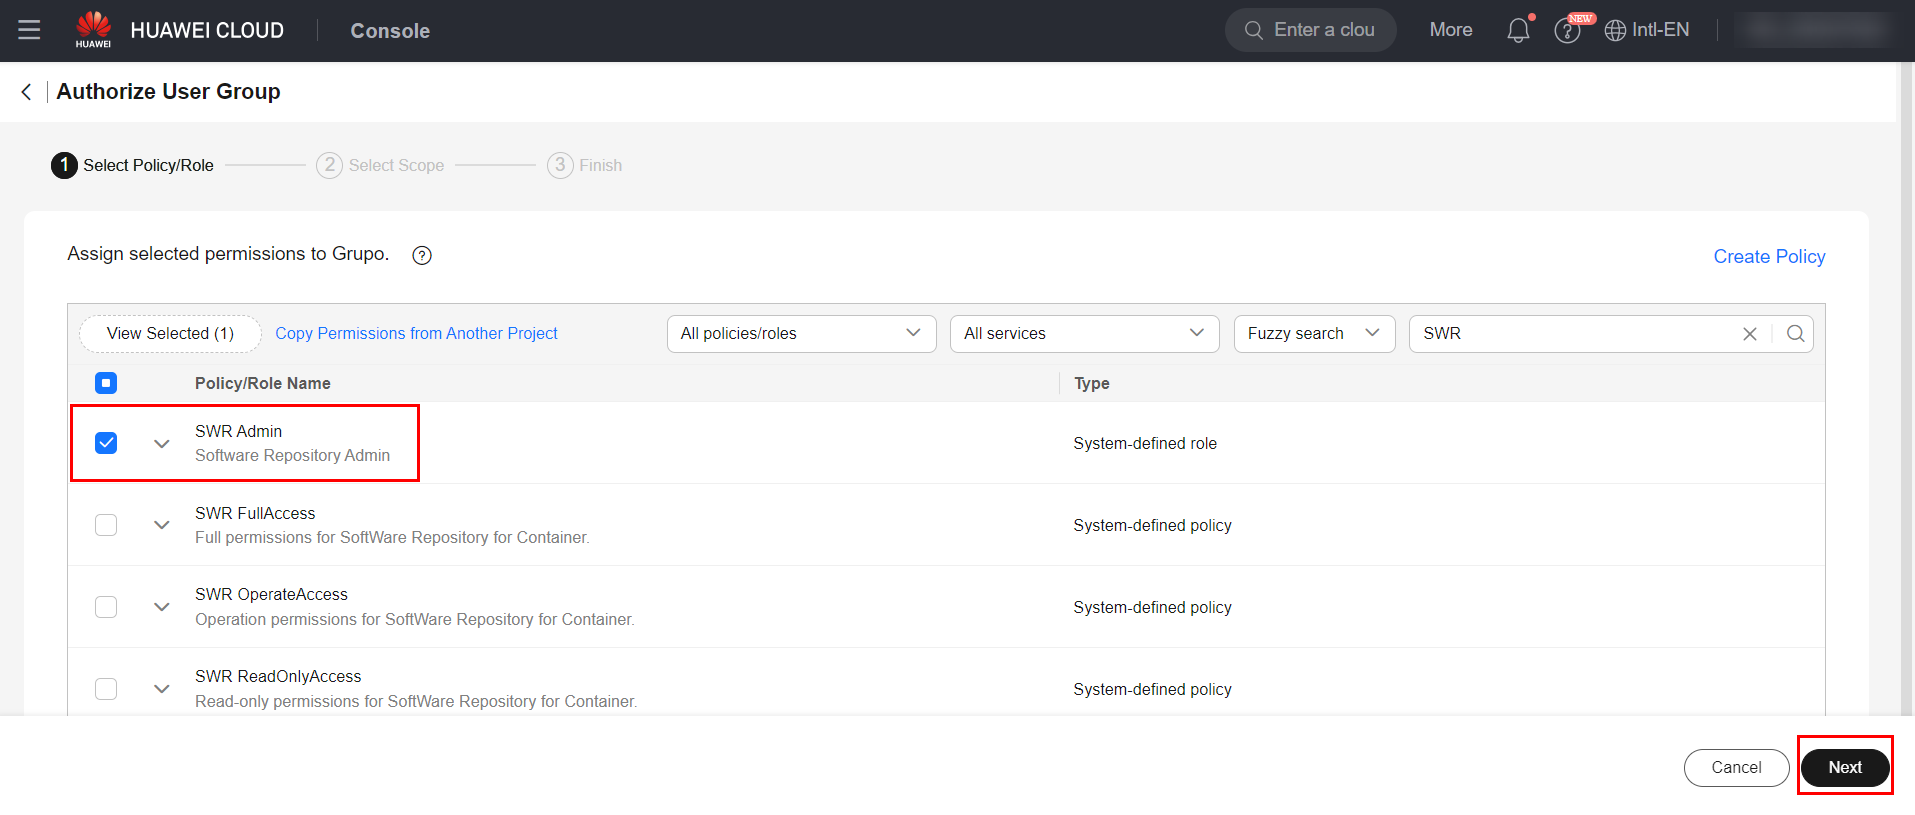 HUAWEI
HUAWEI CLOUD
Console
Enter a clou
More
NEW
Intl-EN
Authorize User Group
1 Select Policy/Role
2 Select Scope
3 Finish
Assign selected permissions to Grupo.
Create Policy
View Selected (1)
Copy Permissions from Another Project
All policies/roles
All services
Fuzzy search
SWR
Policy/Role Name
Type
SWR Admin
Software Repository Admin
System-defined role
SWR FullAccess
Full permissions for SoftWare Repository for Container.
System-defined policy
SWR OperateAccess
Operation permissions for SoftWare Repository for Container.
System-defined policy
SWR ReadOnlyAccess
Read-only permissions for SoftWare Repository for Container.
System-defined policy
Cancel
Next